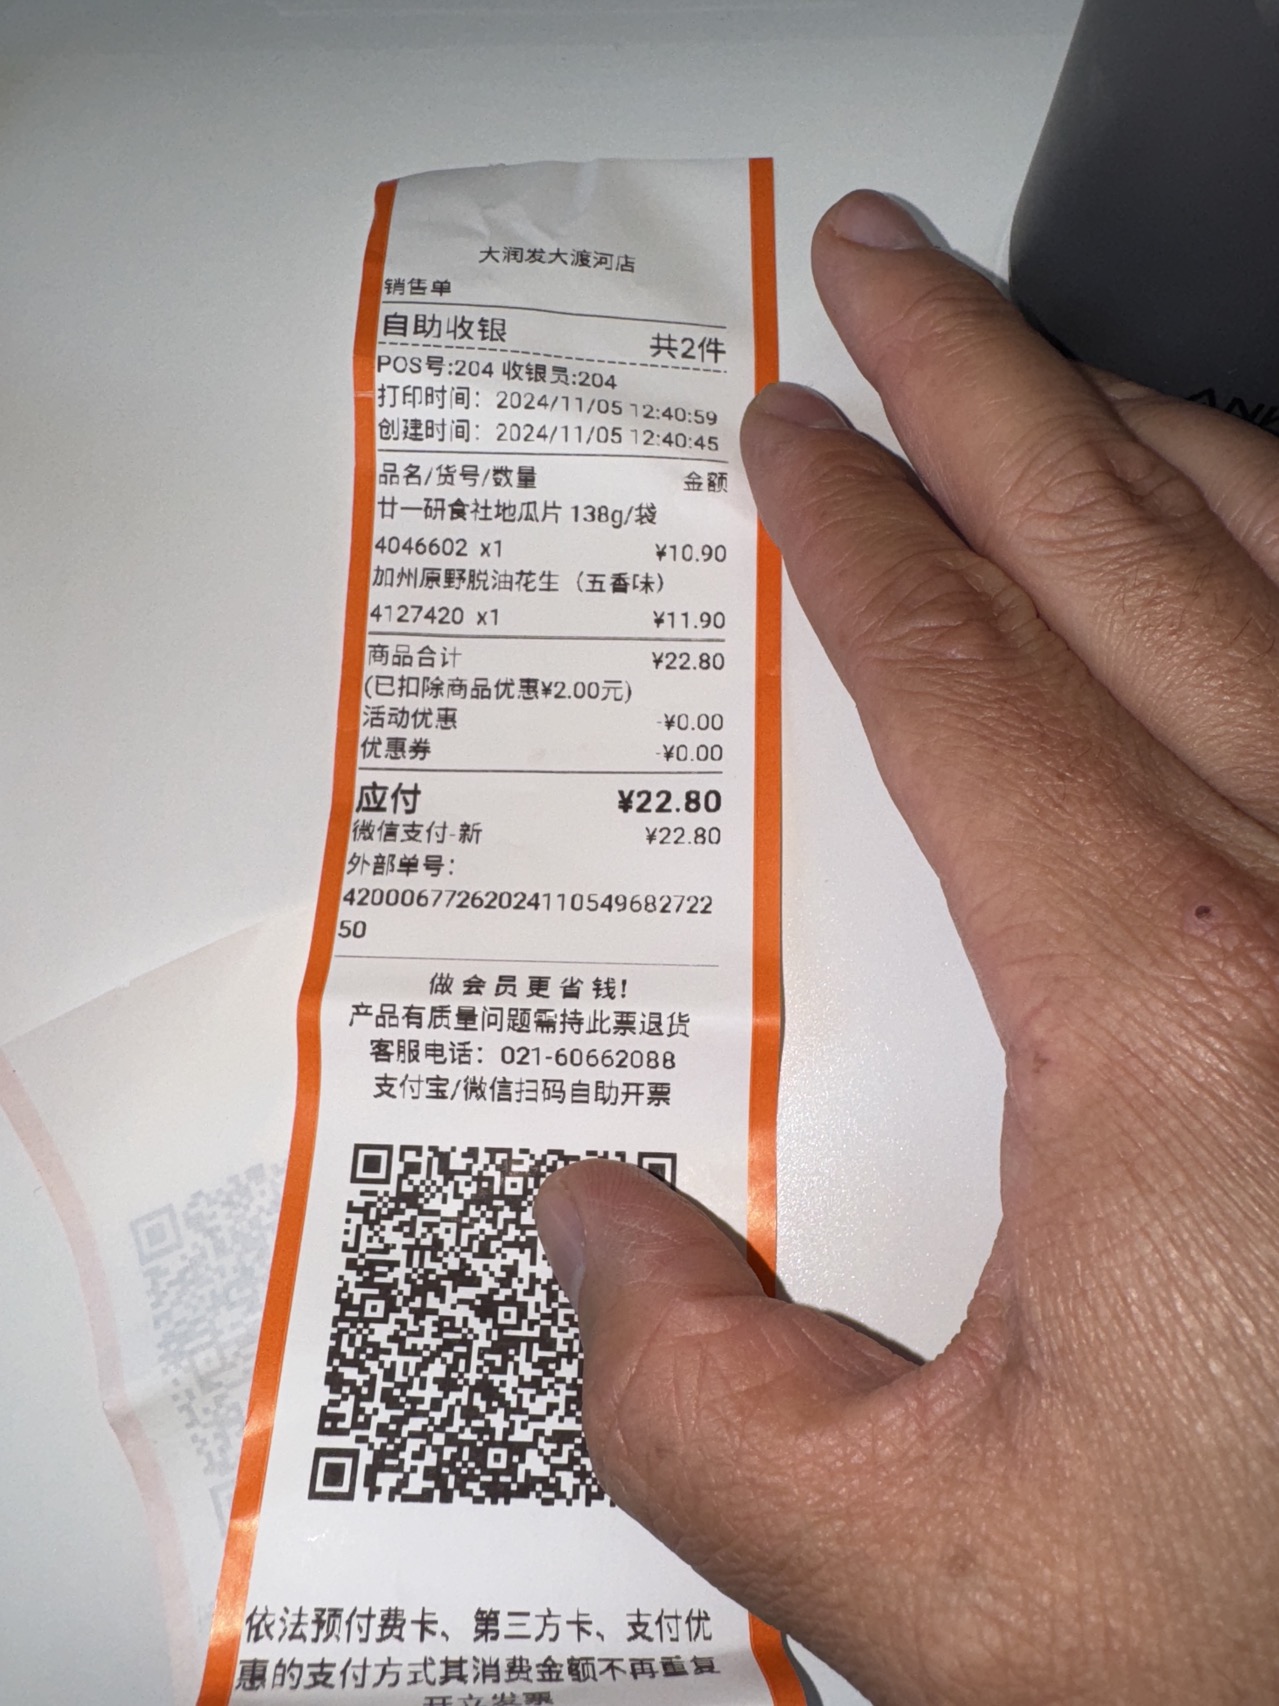 大润发大渡河店
销售单
自助收银 共2件
POS号:204 收银员:204
打印时间：2024/11/05 12:40:59
创建时间：2024/11/05 12:40:45
品名/货号/数量 金额
廿一研食社地瓜片 138g/袋
4046602 x1 ¥10.90
加州原野脱油花生（五香味）
4127420 x1 ¥11.90
商品合计 ¥22.80
(已扣除商品优惠¥2.00元)
活动优惠 -¥0.00
优惠券 -¥0.00
应付 ¥22.80
微信支付-新 ¥22.80
外部单号：
42000677262024110549682722
50
做会员更省钱!
产品有质量问题需持此票退货
客服电话：021-60662088
支付宝/微信扫码自助开票
依法预付费卡、第三方卡、支付优
惠的支付方式其消费金额不再重复